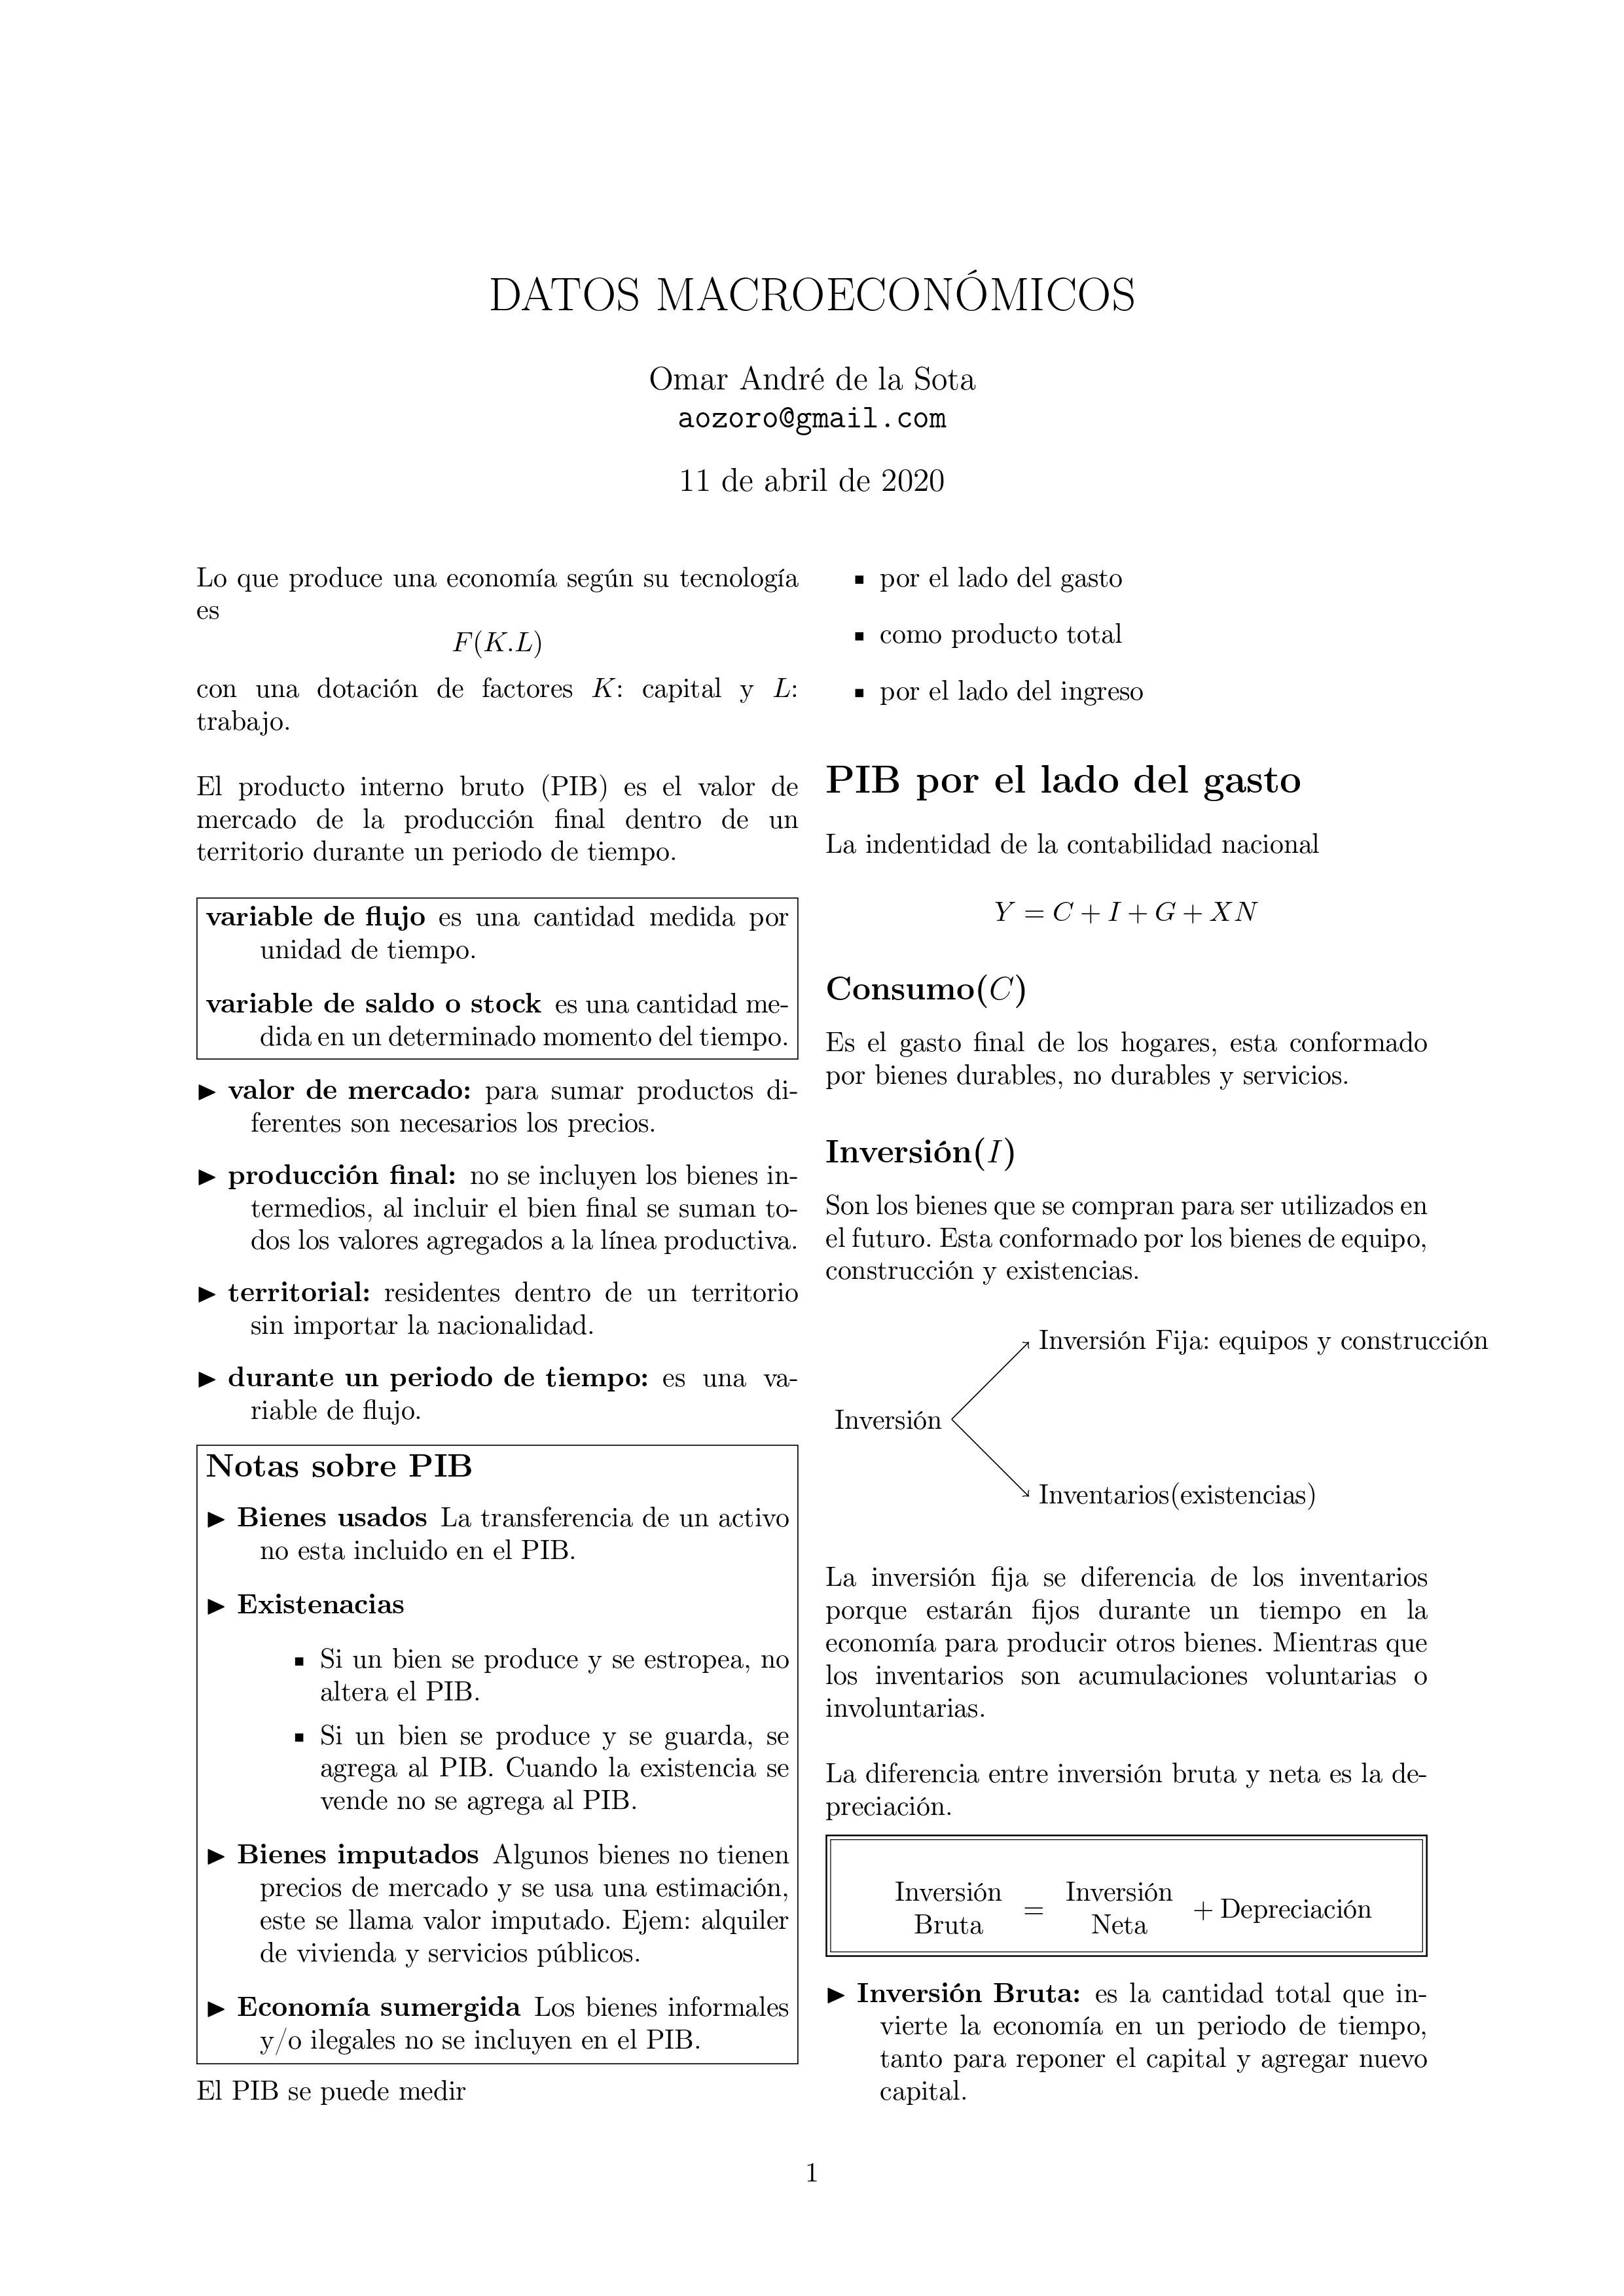 DATOS MACROECONÓMICOS
Omar André de la Sota
aozoro@gmail.com
11 de abril de 2020
Lo que produce una economía según su tecnología
es
F(K.L)
con una dotación de factores K: capital y L:
trabajo.
El producto interno bruto (PIB) es el valor de
mercado de la producción final dentro de un
territorio durante un periodo de tiempo.
variable de flujo es una cantidad medida por
unidad de tiempo.
variable de saldo o stock es una cantidad me-
dida en un determinado momento del tiempo.
▶ valor de mercado: para sumar productos di-
ferentes son necesarios los precios.
▶ producción final: no se incluyen los bienes in-
termedios, al incluir el bien final se suman to-
dos los valores agregados a la línea productiva.
▶ territorial: residentes dentro de un territorio
sin importar la nacionalidad.
▶ durante un periodo de tiempo: es una va-
riable de flujo.
Notas sobre PIB
▶ Bienes usados La transferencia de un activo
no esta incluido en el PIB.
▶ Existenacias
▪ Si un bien se produce y se estropea, no
altera el PIB.
▪ Si un bien se produce y se guarda, se
agrega al PIB. Cuando la existencia se
vende no se agrega al PIB.
▶ Bienes imputados Algunos bienes no tienen
precios de mercado y se usa una estimación,
este se llama valor imputado. Ejem: alquiler
de vivienda y servicios públicos.
▶ Economía sumergida Los bienes informales
y/o ilegales no se incluyen en el PIB.
El PIB se puede medir
▪ por el lado del gasto
▪ como producto total
▪ por el lado del ingreso
PIB por el lado del gasto
La indentidad de la contabilidad nacional
Y = C + I + G + XN
Consumo(C)
Es el gasto final de los hogares, esta conformado
por bienes durables, no durables y servicios.
Inversión(I)
Son los bienes que se compran para ser utilizados en
el futuro. Esta conformado por los bienes de equipo,
construcción y existencias.
Inversión Fija: equipos y construcción
Inversión
Inventarios(existencias)
La inversión fija se diferencia de los inventarios
porque estarán fijos durante un tiempo en la
economía para producir otros bienes. Mientras que
los inventarios son acumulaciones voluntarias o
involuntarias.
La diferencia entre inversión bruta y neta es la de-
preciación.
Inversión Bruta = Inversión Neta + Depreciación
▶ Inversión Bruta: es la cantidad total que in-
vierte la economía en un periodo de tiempo,
tanto para reponer el capital y agregar nuevo
capital.
1